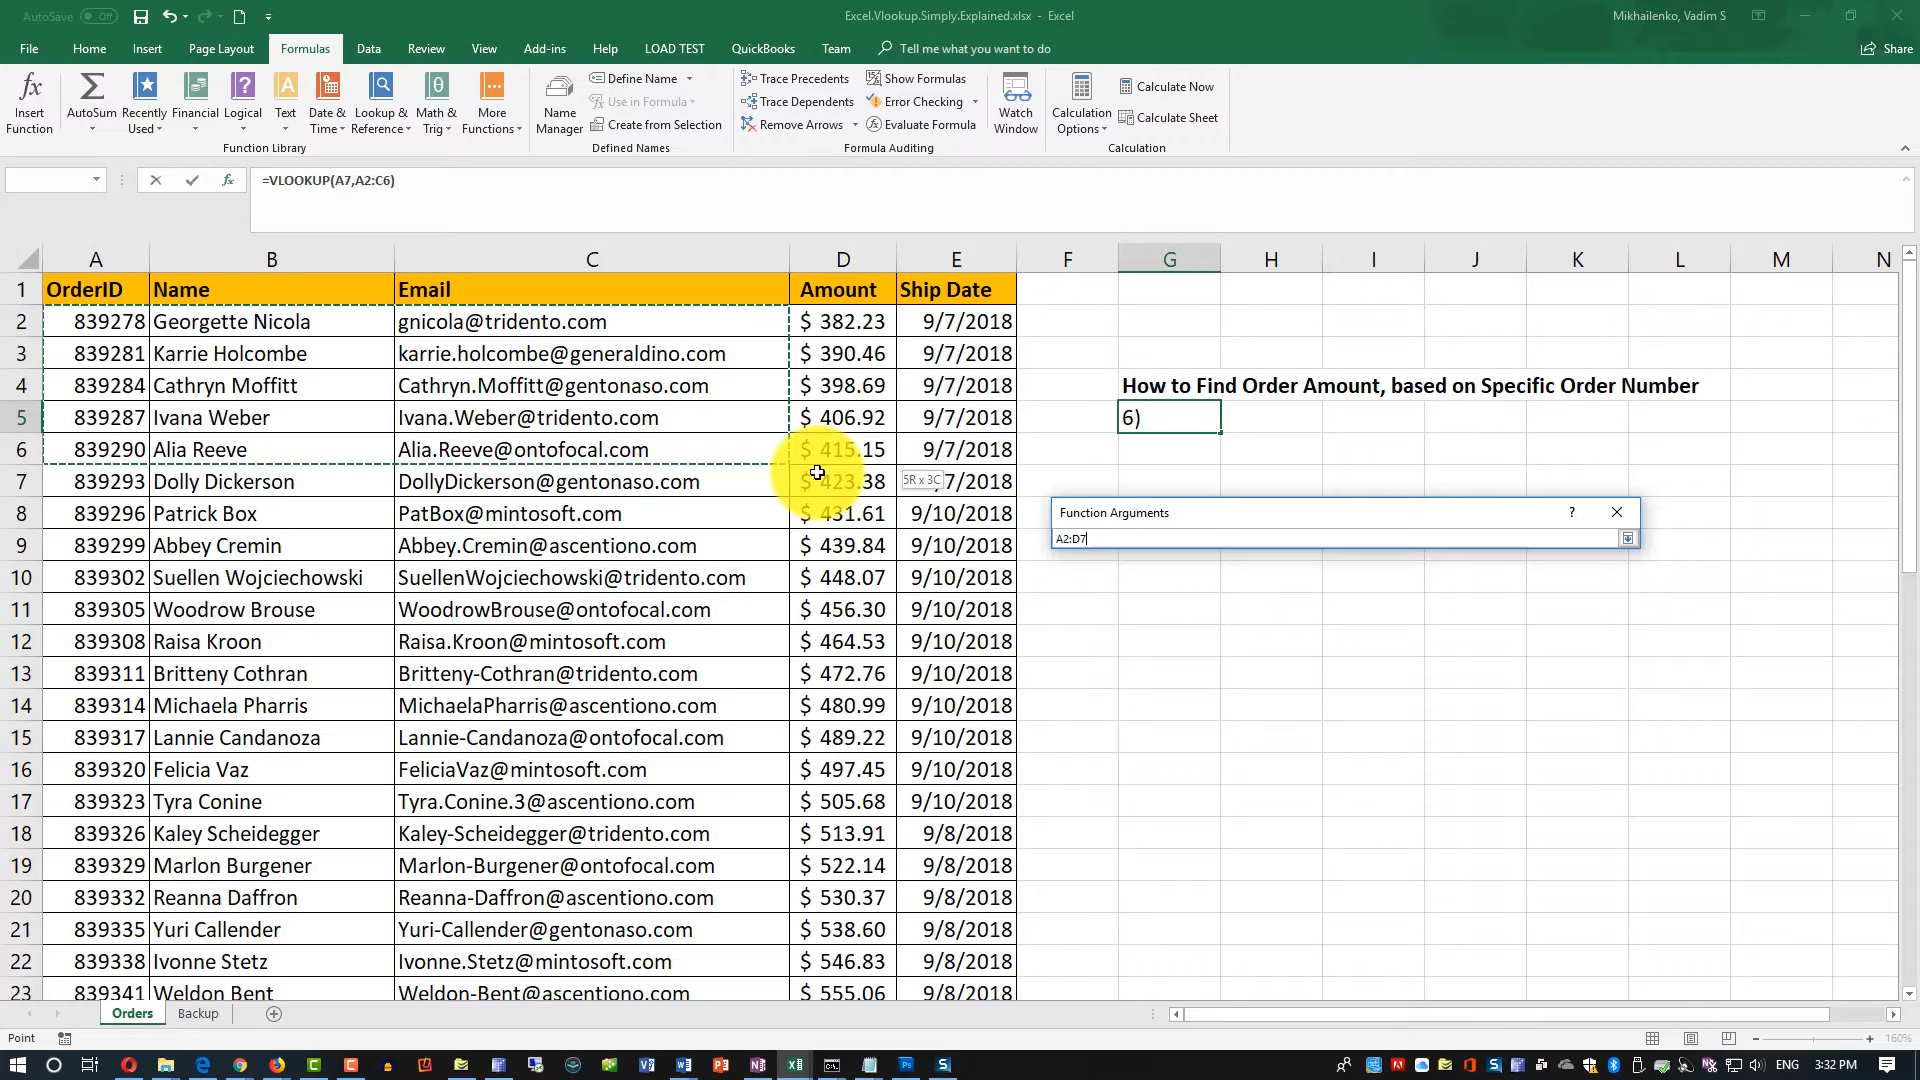 AutoSave Off
Excel.Vlookup.Simply.Explained.xlsx - Excel
Mikhailenko, Vadim S
File Home Insert Page Layout Formulas Data Review View Add-ins Help LOAD TEST QuickBooks Team Tell me what you want to do Share
Insert Function
AutoSum
Recently Used
Financial
Logical
Text
Date & Time
Lookup & Reference
Math & Trig
More Functions
Function Library
Name Manager
Define Name
Use in Formula
Create from Selection
Defined Names
Trace Precedents
Trace Dependents
Remove Arrows
Show Formulas
Error Checking
Evaluate Formula
Formula Auditing
Watch Window
Calculation Options
Calculate Now
Calculate Sheet
Calculation
fx =VLOOKUP(A7,A2:C6)
A B C D E F G H I J K L M N
1 OrderID Name Email Amount Ship Date
2 839278 Georgette Nicola gnicola@tridento.com $ 382.23 9/7/2018
3 839281 Karrie Holcombe karrie.holcombe@generaldino.com $ 390.46 9/7/2018
4 839284 Cathryn Moffitt Cathryn.Moffitt@gentonaso.com $ 398.69 9/7/2018 How to Find Order Amount, based on Specific Order Number
5 839287 Ivana Weber Ivana.Weber@tridento.com $ 406.92 9/7/2018 6)
6 839290 Alia Reeve Alia.Reeve@ontofocal.com $ 415.15 9/7/2018
7 839293 Dolly Dickerson DollyDickerson@gentonaso.com $ 423.38 5R x 3C 7/2018
8 839296 Patrick Box PatBox@mintosoft.com $ 431.61 9/10/2018
Function Arguments ?
9 839299 Abbey Cremin Abbey.Cremin@ascentiono.com $ 439.84 9/10/2018
A2:D7
10 839302 Suellen Wojciechowski SuellenWojciechowski@tridento.com $ 448.07 9/10/2018
11 839305 Woodrow Brouse WoodrowBrouse@ontofocal.com $ 456.30 9/10/2018
12 839308 Raisa Kroon Raisa.Kroon@mintosoft.com $ 464.53 9/10/2018
13 839311 Britteny Cothran Britteny-Cothran@tridento.com $ 472.76 9/10/2018
14 839314 Michaela Pharris MichaelaPharris@ascentiono.com $ 480.99 9/10/2018
15 839317 Lannie Candanoza Lannie-Candanoza@ontofocal.com $ 489.22 9/10/2018
16 839320 Felicia Vaz FeliciaVaz@mintosoft.com $ 497.45 9/10/2018
17 839323 Tyra Conine Tyra.Conine.3@ascentiono.com $ 505.68 9/10/2018
18 839326 Kaley Scheidegger Kaley-Scheidegger@tridento.com $ 513.91 9/8/2018
19 839329 Marlon Burgener Marlon-Burgener@ontofocal.com $ 522.14 9/8/2018
20 839332 Reanna Daffron Reanna-Daffron@ascentiono.com $ 530.37 9/8/2018
21 839335 Yuri Callender Yuri-Callender@gentonaso.com $ 538.60 9/8/2018
22 839338 Ivonne Stetz Ivonne.Stetz@mintosoft.com $ 546.83 9/8/2018
23 839341 Weldon Bent Weldon-Bent@ascentiono.com $ 555.06 9/8/2018
Orders Backup
Point
160%
ENG 3:32 PM